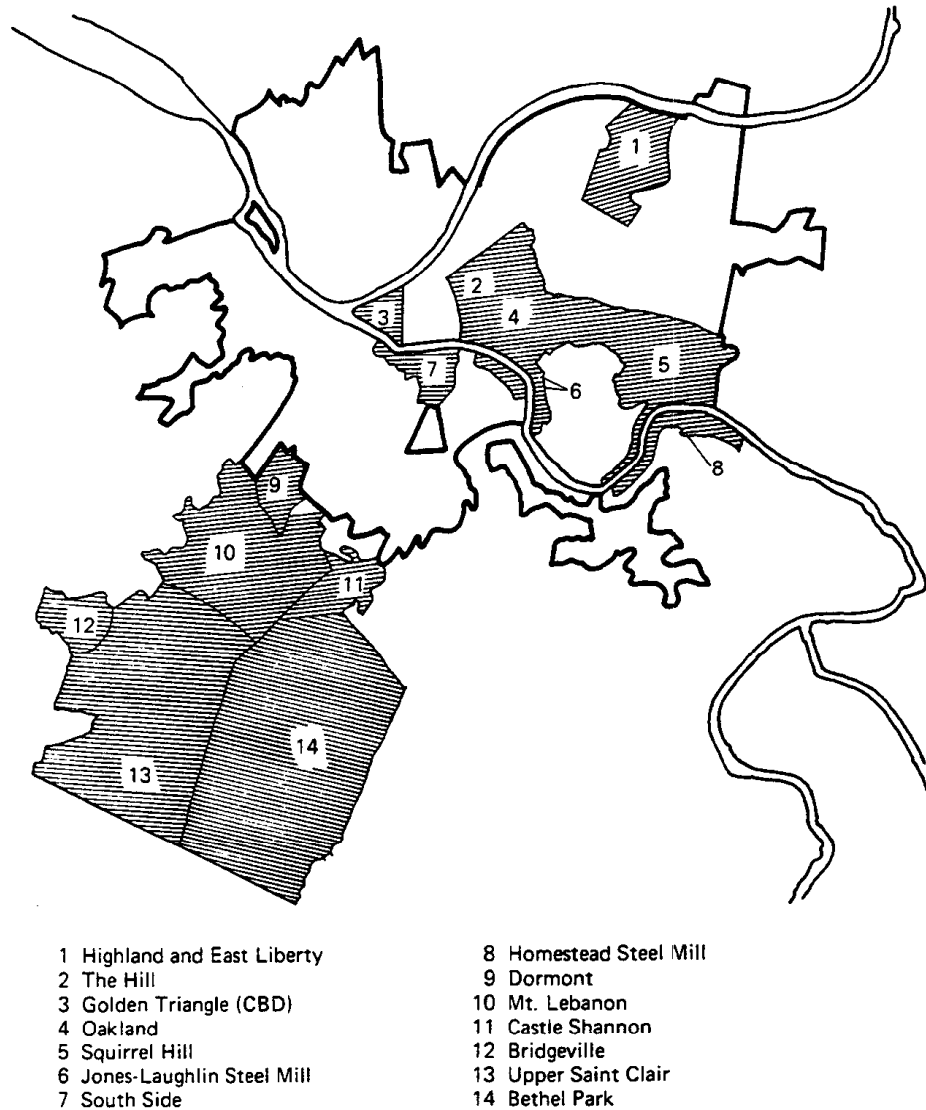 1
2
3
4
5
7
6
8
9
10
11
12
14
13
1 Highland and East Liberty
2 The Hill
3 Golden Triangle (CBD)
4 Oakland
5 Squirrel Hill
6 Jones-Laughlin Steel Mill
7 South Side
8 Homestead Steel Mill
9 Dormont
10 Mt. Lebanon
11 Castle Shannon
12 Bridgeville
13 Upper Saint Clair
14 Bethel Park